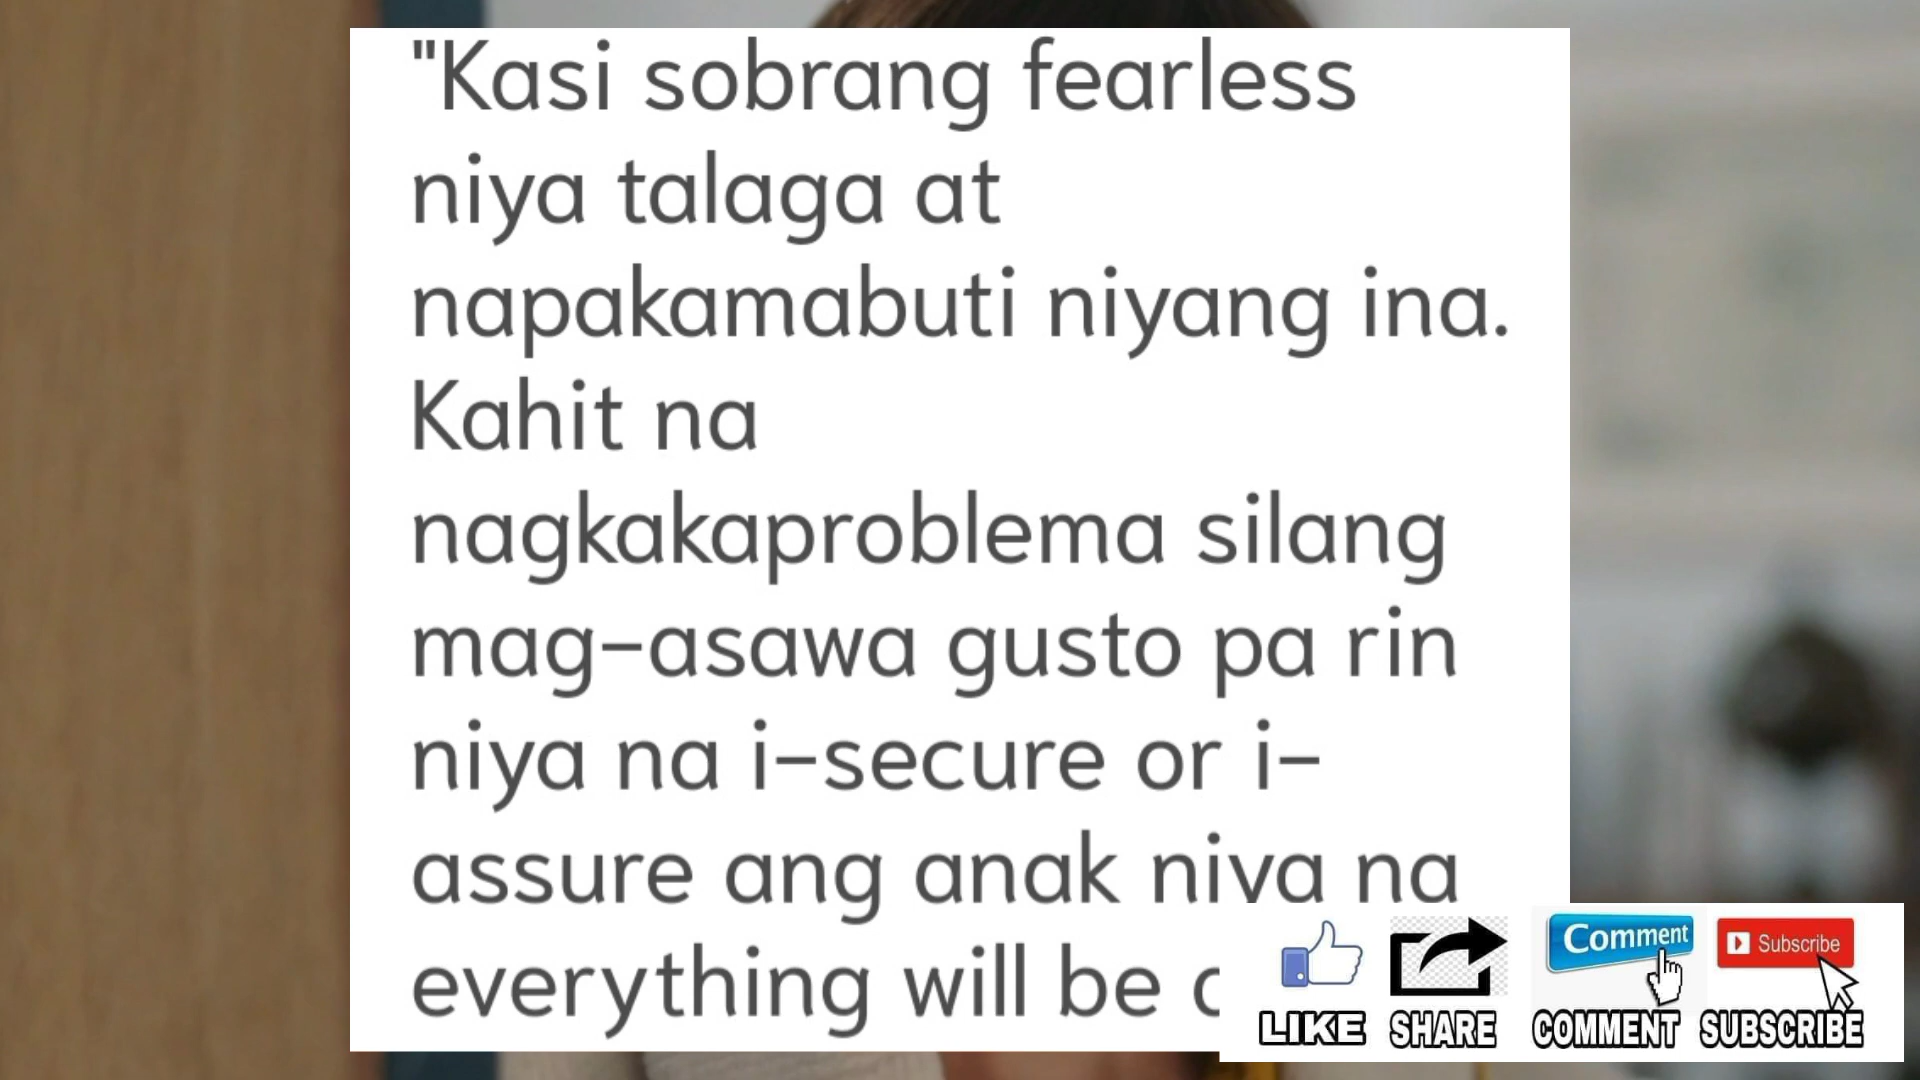 "Kasi sobrang fearless
niya talaga at
napakamabuti niyang ina.
Kahit na
nagkakaproblema silang
mag-asawa gusto pa rin
niya na i-secure or i-
assure ang anak niya na
everything will be
Comment
Subscribe
LIKE SHARE COMMENT SUBSCRIBE